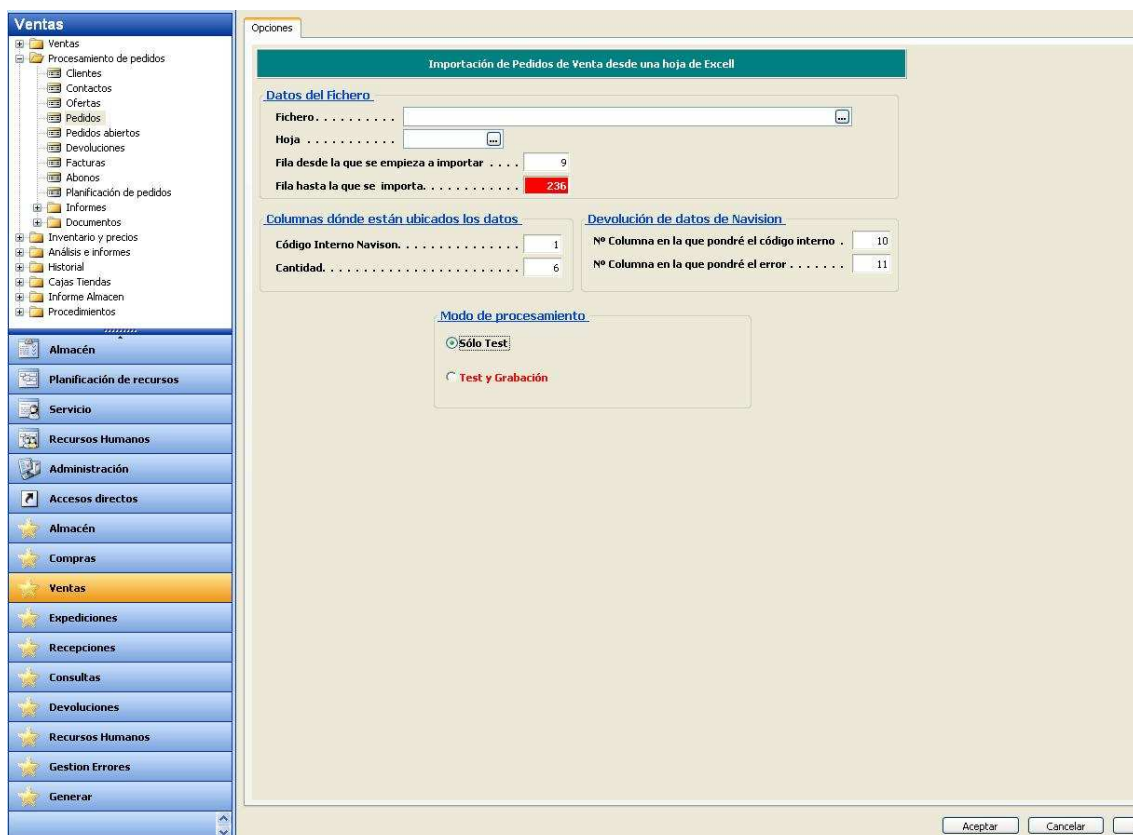 Ventas
Ventas
Procesamiento de pedidos
Clientes
Contactos
Ofertas
Pedidos
Pedidos abiertos
Devoluciones
Facturas
Abonos
Planificación de pedidos
Informes
Documentos
Inventario y precios
Análisis e informes
Historial
Cajas Tiendas
Informe Almacen
Procedimientos
Almacén
Planificación de recursos
Servicio
Recursos Humanos
Administración
Accesos directos
Almacén
Compras
Ventas
Expediciones
Recepciones
Consultas
Devoluciones
Recursos Humanos
Gestion Errores
Generar
Opciones
Importación de Pedidos de Venta desde una hoja de Excell
Datos del Fichero
Fichero. . . . . . . . . . ...
Hoja . . . . . . . . . . . ...
Fila desde la que se empieza a importar . . . . 9
Fila hasta la que se importa. . . . . . . . . . . . 236
Columnas dónde están ubicados los datos
Código Interno Navison. . . . . . . . . . . . . . . 1
Cantidad. . . . . . . . . . . . . . . . . . . . . . . . 6
Devolución de datos de Navision
Nº Columna en la que pondré el código interno . 10
Nº Columna en la que pondré el error . . . . . . . 11
Modo de procesamiento
Sólo Test
Test y Grabación
Aceptar Cancelar